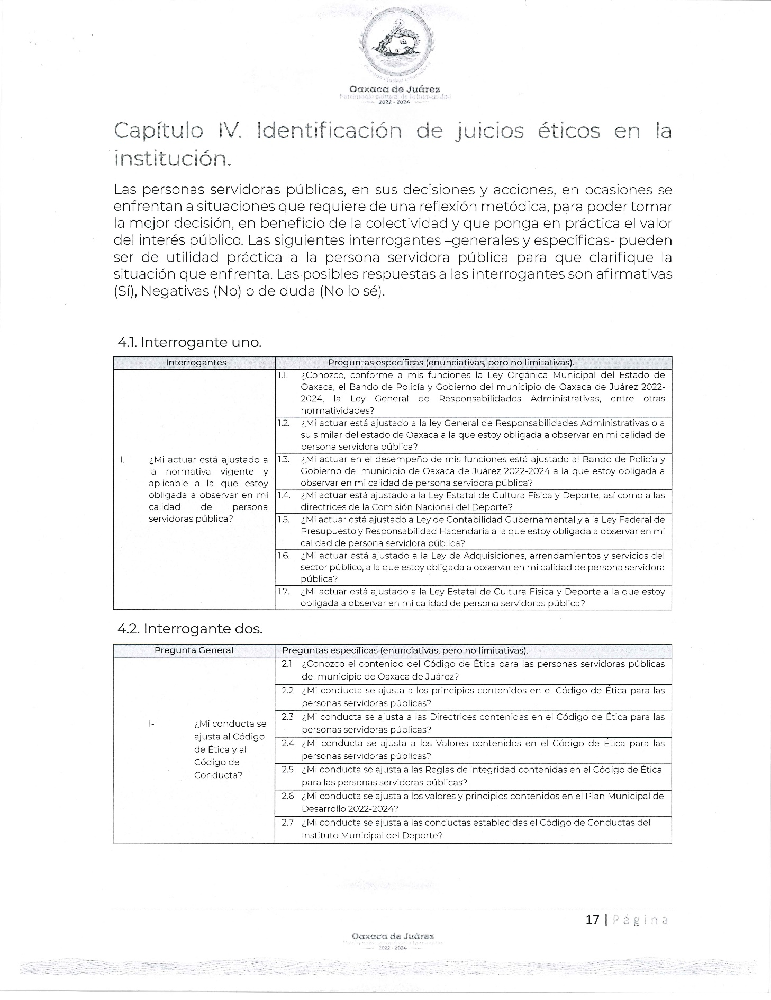 Por una ciudad educadora
Oaxaca de Juárez
Patrimonio cultural de la humanidad
2022 - 2024
Capítulo IV. Identificación de juicios éticos en la
institución.
Las personas servidoras públicas, en sus decisiones y acciones, en ocasiones se
enfrentan a situaciones que requiere de una reflexión metódica, para poder tomar
la mejor decisión, en beneficio de la colectividad y que ponga en práctica el valor
del interés público. Las siguientes interrogantes –generales y específicas- pueden
ser de utilidad práctica a la persona servidora pública para que clarifique la
situación que enfrenta. Las posibles respuestas a las interrogantes son afirmativas
(Sí), Negativas (No) o de duda (No lo sé).
4.1. Interrogante uno.
Interrogantes
Preguntas específicas (enunciativas, pero no limitativas).
I. ¿Mi actuar está ajustado a
la normativa vigente y
aplicable a la que estoy
obligada a observar en mi
calidad de persona
servidoras pública?
1.1. ¿Conozco, conforme a mis funciones la Ley Orgánica Municipal del Estado de
Oaxaca, el Bando de Policía y Gobierno del municipio de Oaxaca de Juárez 2022-
2024, la Ley General de Responsabilidades Administrativas, entre otras
normatividades?
1.2. ¿Mi actuar está ajustado a la ley General de Responsabilidades Administrativas o a
su similar del estado de Oaxaca a la que estoy obligada a observar en mi calidad de
persona servidora pública?
1.3. ¿Mi actuar en el desempeño de mis funciones está ajustado al Bando de Policía y
Gobierno del municipio de Oaxaca de Juárez 2022-2024 a la que estoy obligada a
observar en mi calidad de persona servidora pública?
1.4. ¿Mi actuar está ajustado a la Ley Estatal de Cultura Física y Deporte, así como a las
directrices de la Comisión Nacional del Deporte?
1.5. ¿Mi actuar está ajustado a Ley de Contabilidad Gubernamental y a la Ley Federal de
Presupuesto y Responsabilidad Hacendaria a la que estoy obligada a observar en mi
calidad de persona servidora pública?
1.6. ¿Mi actuar está ajustado a la Ley de Adquisiciones, arrendamientos y servicios del
sector público, a la que estoy obligada a observar en mi calidad de persona servidora
pública?
1.7. ¿Mi actuar está ajustado a la Ley Estatal de Cultura Física y Deporte a la que estoy
obligada a observar en mi calidad de persona servidoras pública?
4.2. Interrogante dos.
Pregunta General
Preguntas específicas (enunciativas, pero no limitativas).
I- ¿Mi conducta se
ajusta al Código
de Ética y al
Código de
Conducta?
2.1 ¿Conozco el contenido del Código de Ética para las personas servidoras públicas
del municipio de Oaxaca de Juárez?
2.2 ¿Mi conducta se ajusta a los principios contenidos en el Código de Ética para las
personas servidoras públicas?
2.3 ¿Mi conducta se ajusta a las Directrices contenidas en el Código de Ética para las
personas servidoras públicas?
2.4 ¿Mi conducta se ajusta a los Valores contenidos en el Código de Ética para las
personas servidoras públicas?
2.5 ¿Mi conducta se ajusta a las Reglas de integridad contenidas en el Código de Ética
para las personas servidoras públicas?
2.6 ¿Mi conducta se ajusta a los valores y principios contenidos en el Plan Municipal de
Desarrollo 2022-2024?
2.7 ¿Mi conducta se ajusta a las conductas establecidas el Código de Conductas del
Instituto Municipal del Deporte?
17 | Página
Oaxaca de Juárez
2022 - 2024